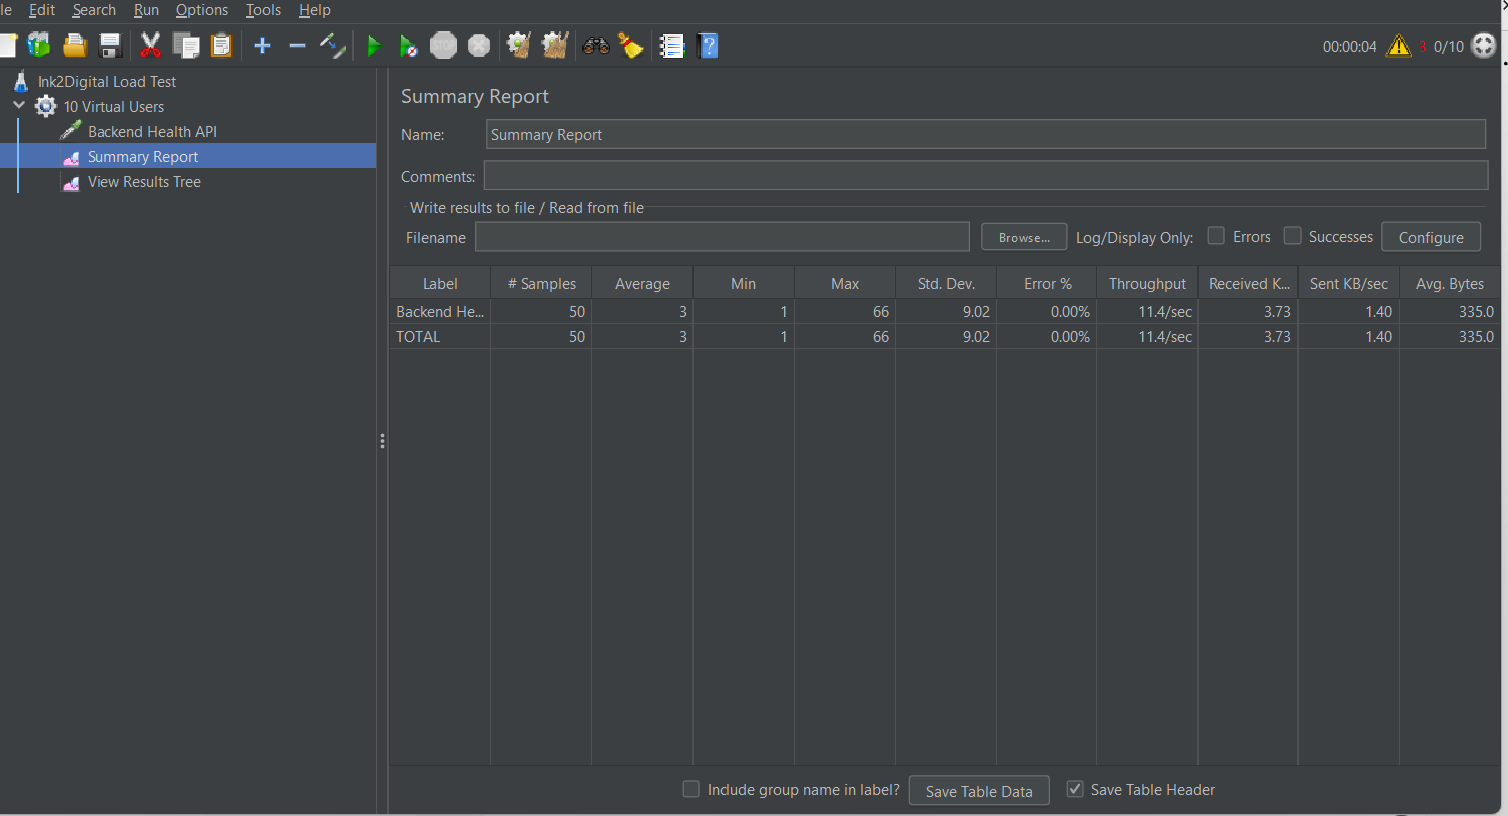 le Edit Search Run Options Tools Help
STOP
00:00:04 3 0/10
Ink2Digital Load Test
10 Virtual Users
Backend Health API
Summary Report
View Results Tree
Summary Report
Name: Summary Report
Comments:
Write results to file / Read from file
Filename Browse... Log/Display Only: Errors Successes Configure
Label # Samples Average Min Max Std. Dev. Error % Throughput Received K... Sent KB/sec Avg. Bytes
Backend He... 50 3 1 66 9.02 0.00% 11.4/sec 3.73 1.40 335.0
TOTAL 50 3 1 66 9.02 0.00% 11.4/sec 3.73 1.40 335.0
Include group name in label? Save Table Data Save Table Header